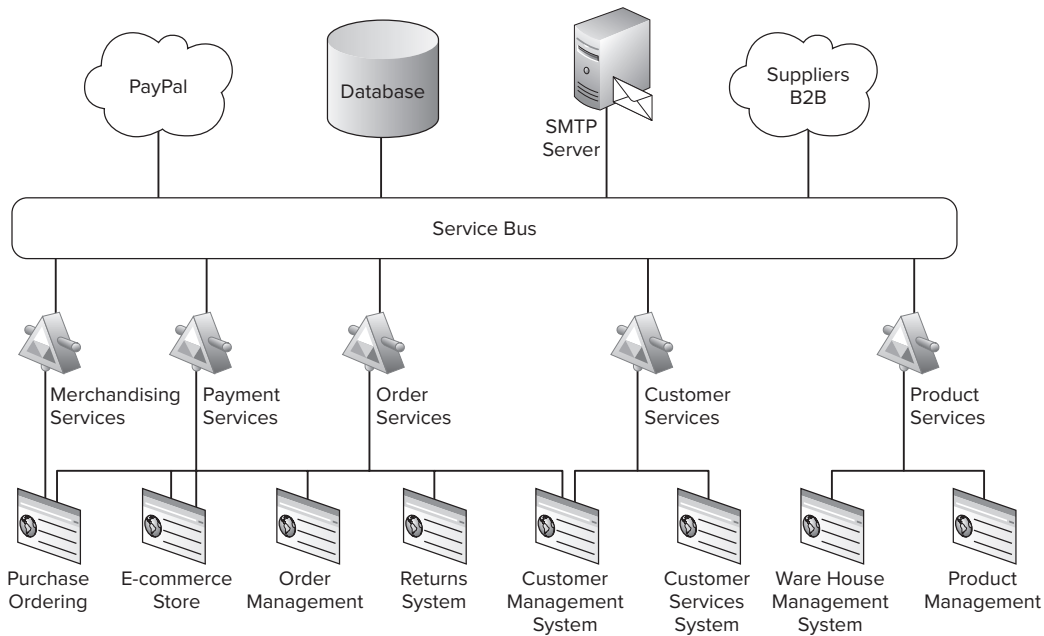 PayPal
Database
SMTP
Server
Suppliers
B2B
Service Bus
Merchandising
Services
Payment
Services
Order
Services
Customer
Services
Product
Services
Purchase
Ordering
E-commerce
Store
Order
Management
Returns
System
Customer
Management
System
Customer
Services
System
Ware House
Management
System
Product
Management